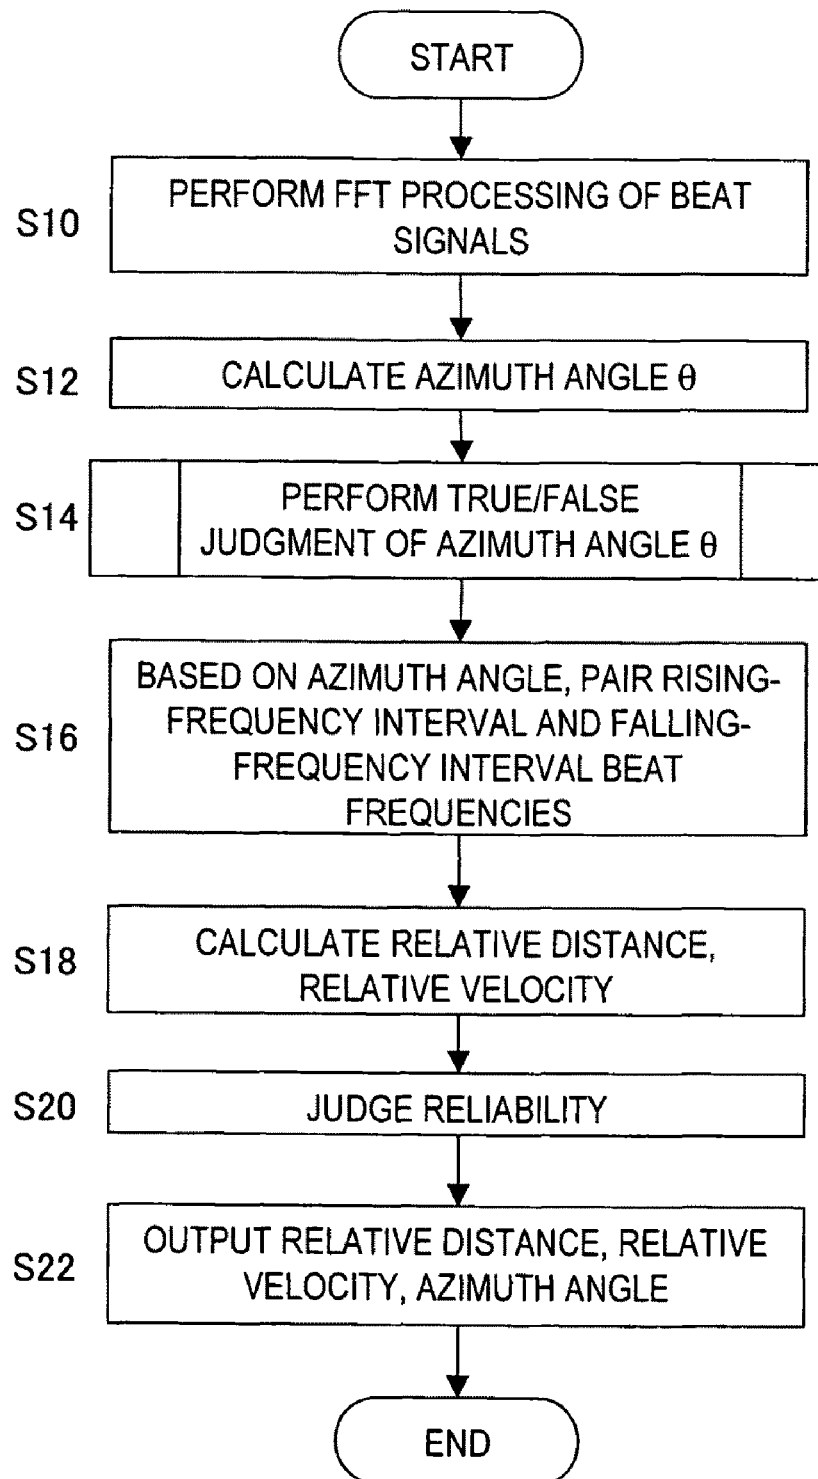 START
S10
PERFORM FFT PROCESSING OF BEAT
SIGNALS
S12
CALCULATE AZIMUTH ANGLE θ
S14
PERFORM TRUE/FALSE
JUDGMENT OF AZIMUTH ANGLE θ
S16
BASED ON AZIMUTH ANGLE, PAIR RISING-
FREQUENCY INTERVAL AND FALLING-
FREQUENCY INTERVAL BEAT
FREQUENCIES
S18
CALCULATE RELATIVE DISTANCE,
RELATIVE VELOCITY
S20
JUDGE RELIABILITY
S22
OUTPUT RELATIVE DISTANCE, RELATIVE
VELOCITY, AZIMUTH ANGLE
END